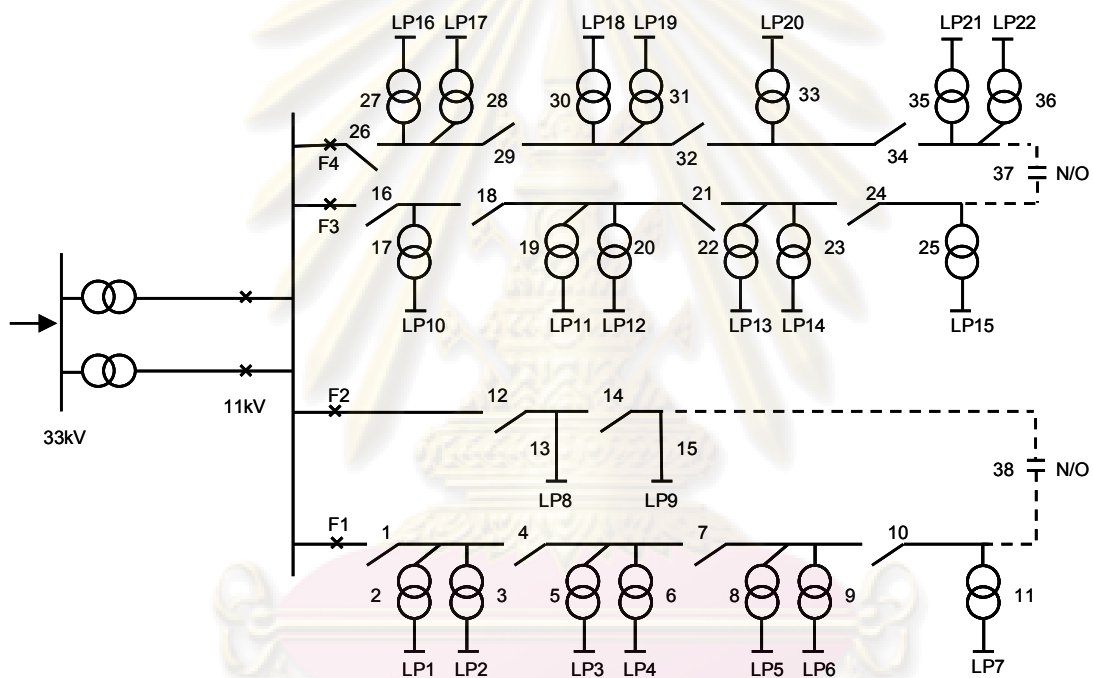 LP16 LP17 LP18 LP19 LP20 LP21 LP22
27 28 30 31 33 35 36
26 29 32 34 37 N/O
F4
16 18 21 24
F3
17 19 20 22 23 25
LP10 LP11 LP12 LP13 LP14 LP15
11kV
33kV
F2 12 14
13 15 38 N/O
LP8 LP9
F1 1 4 7 10
2 3 5 6 8 9 11
LP1 LP2 LP3 LP4 LP5 LP6 LP7